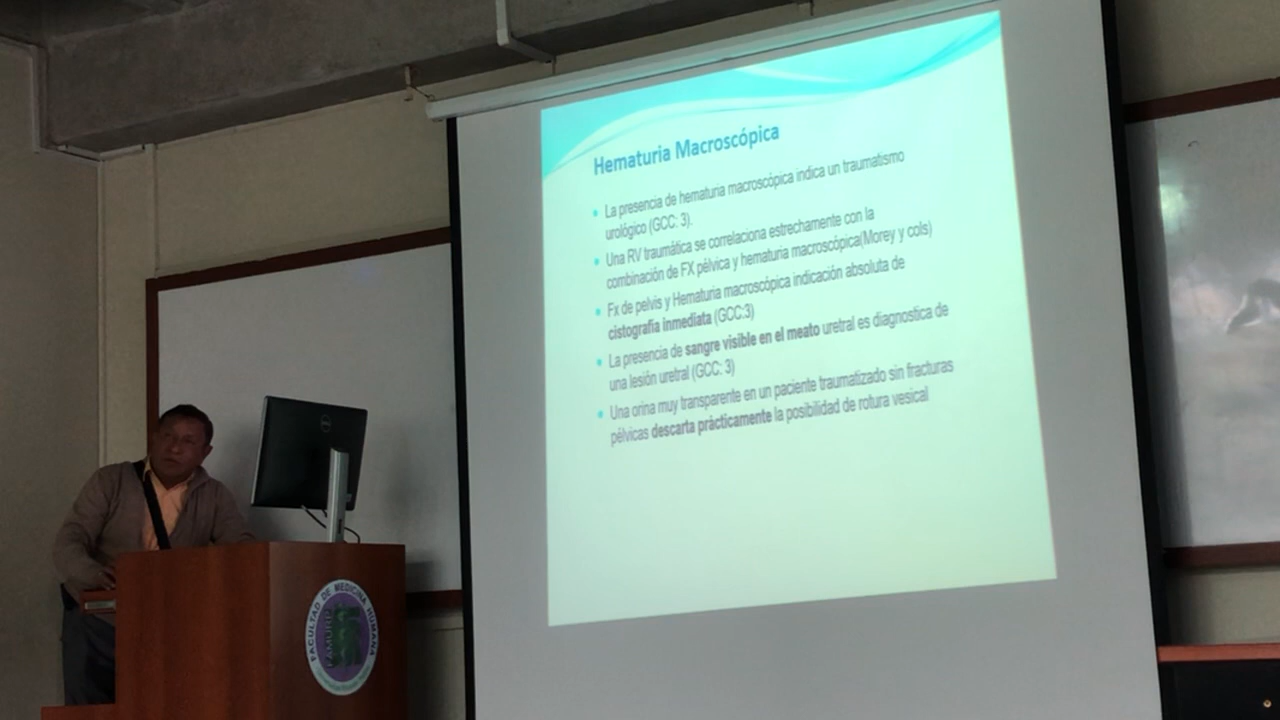 Hematuria Macroscópica
La presencia de hematuria macroscópica indica un traumatismo
urológico (GCC: 3).
Una RV traumática se correlaciona estrechamente con la
combinación de FX pélvica y hematuria macroscópica(Morey y cols)
Fx de pelvis y Hematuria macroscópica indicación absoluta de
cistografía inmediata (GCC:3)
La presencia de sangre visible en el meato uretral es diagnostica de
una lesión uretral (GCC: 3)
Una orina muy transparente en un paciente traumatizado sin fracturas
pélvicas descarta prácticamente la posibilidad de rotura vesical
DELL
FACULTAD DE MEDICINA HUMANA